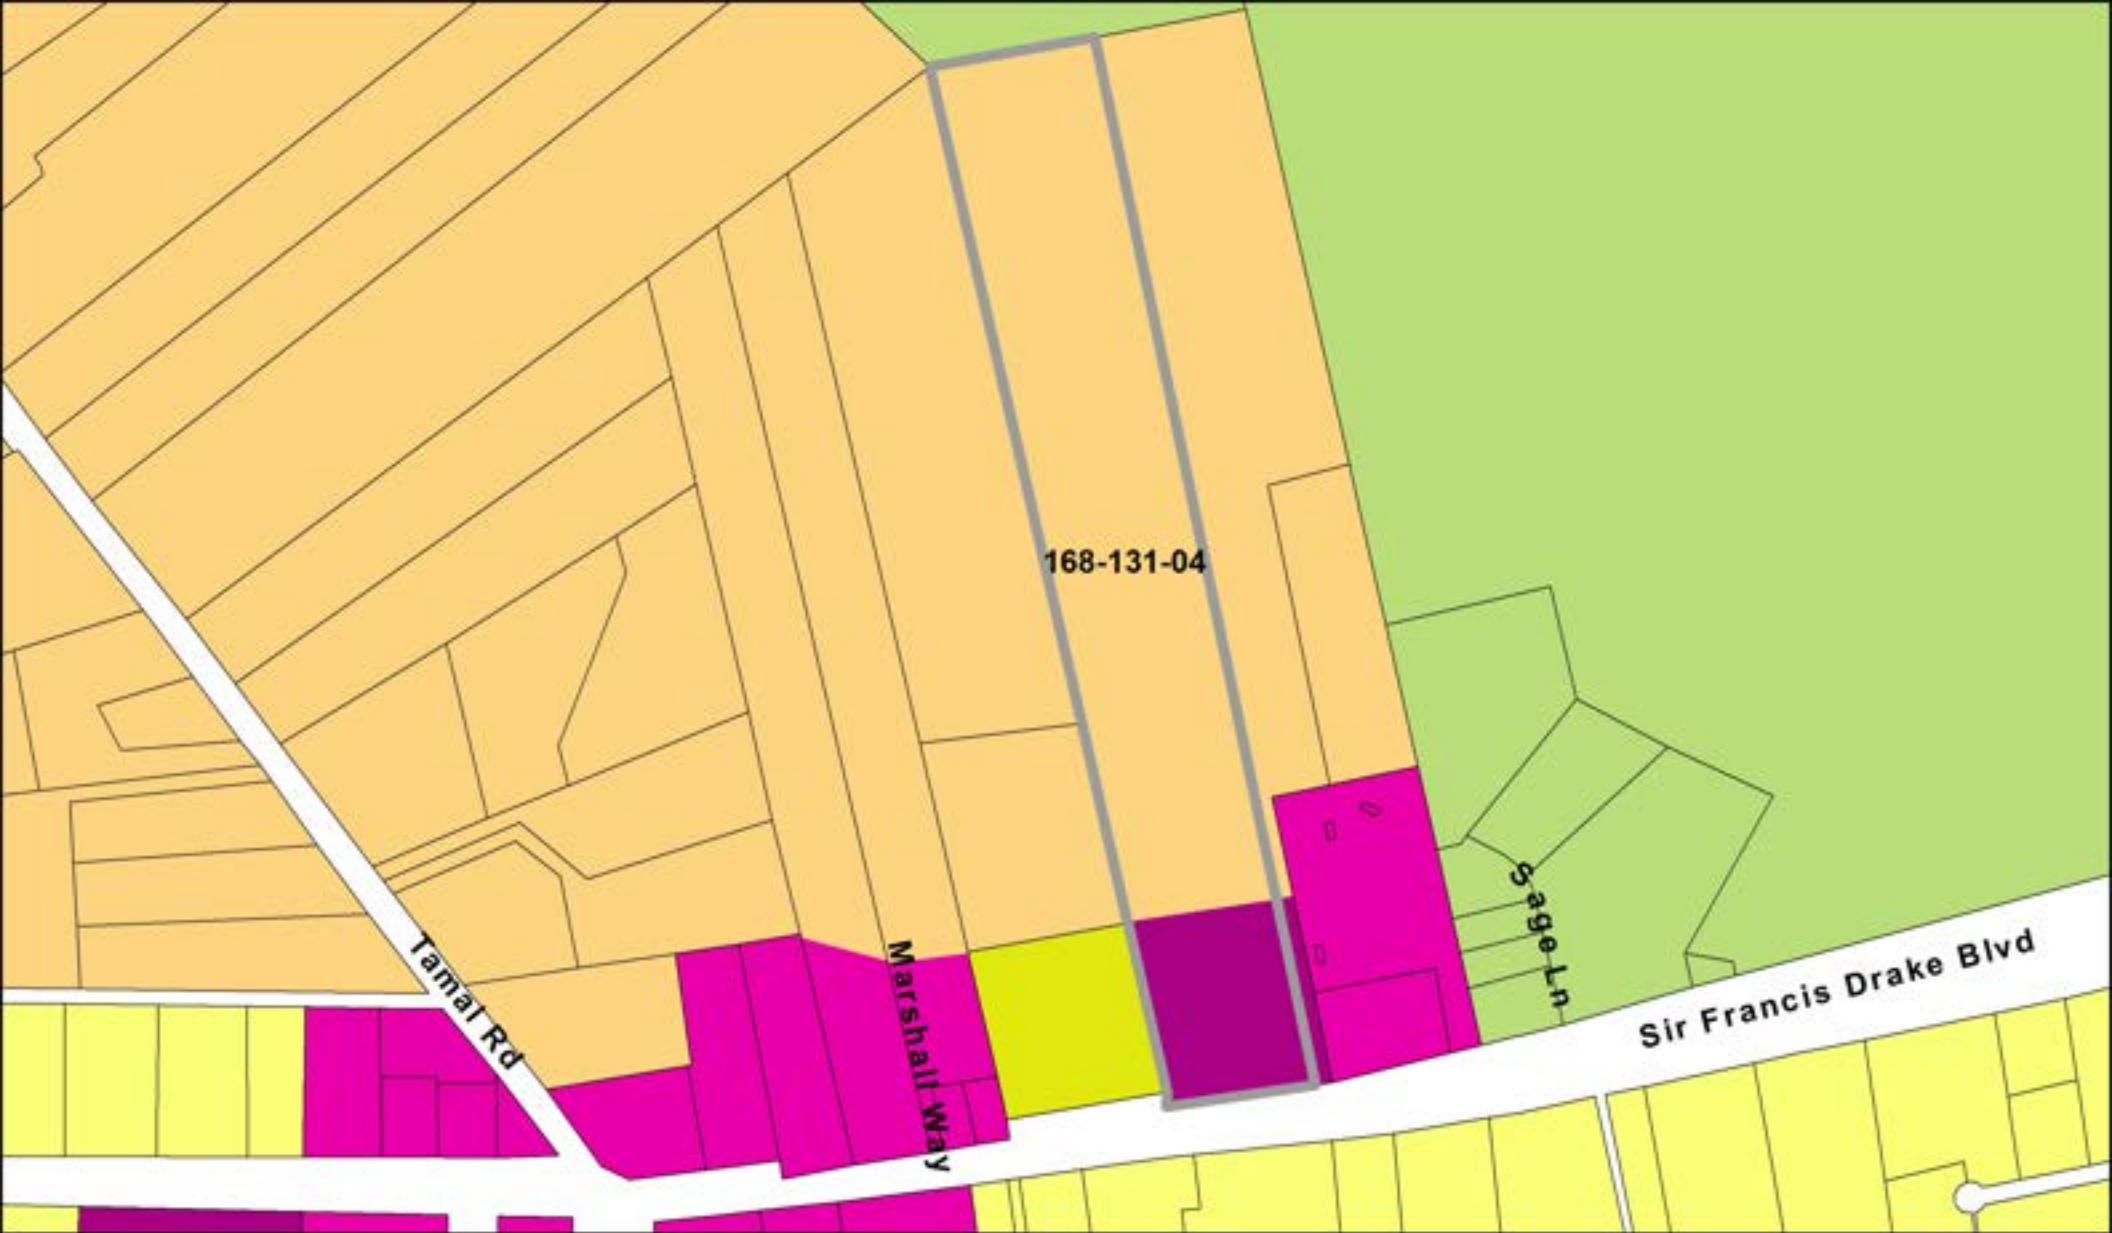 168-131-04
Sage Ln
Tamal Rd
Marshall Way
Sir Francis Drake Blvd